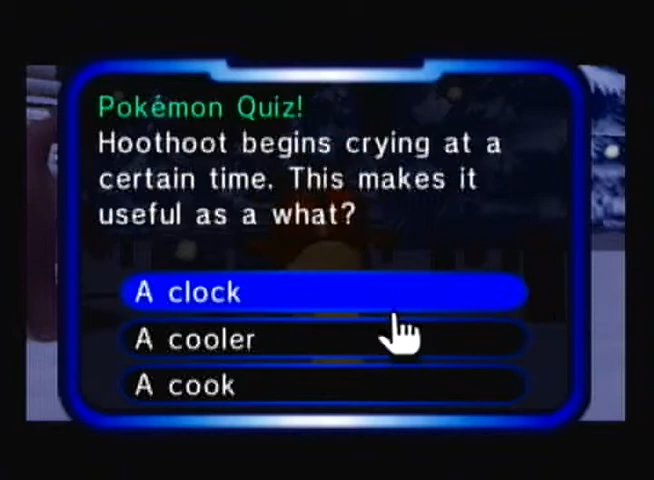 Pokémon Quiz!
Hoothoot begins crying at a
certain time. This makes it
useful as a what?
A clock
A cooler
A cook